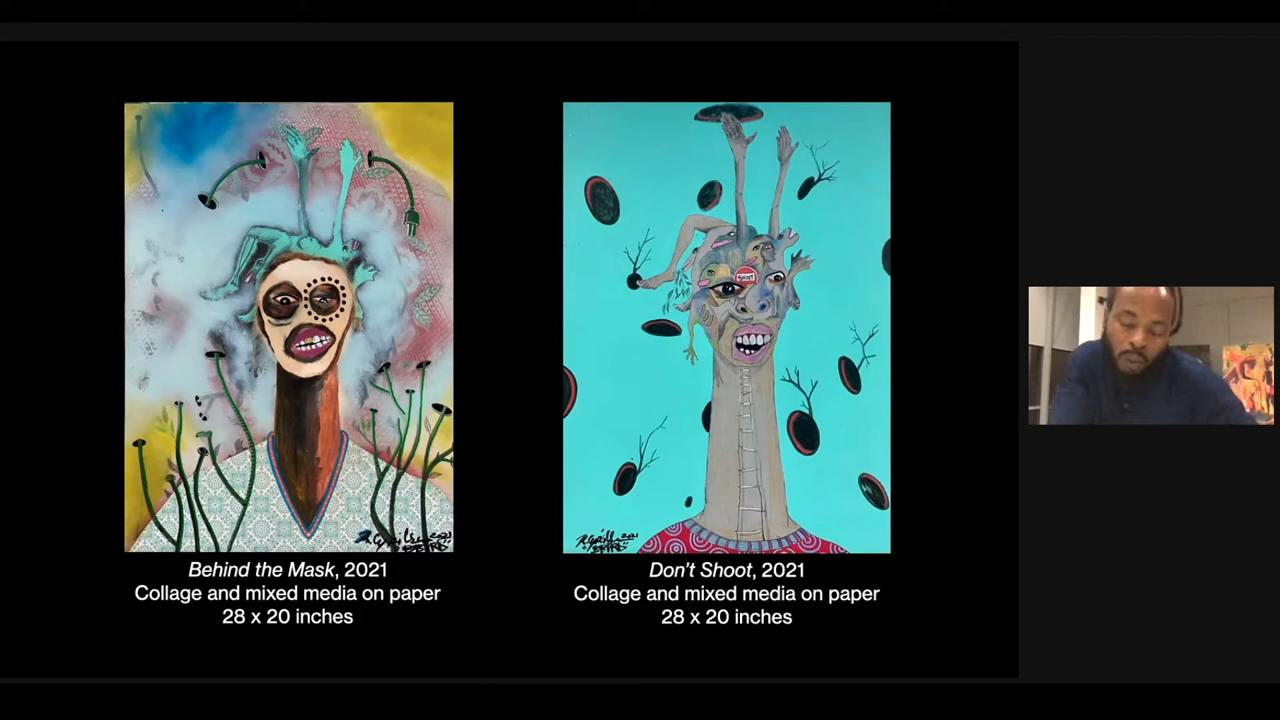 Behind the Mask, 2021
Collage and mixed media on paper
28 x 20 inches
Don't Shoot, 2021
Collage and mixed media on paper
28 x 20 inches